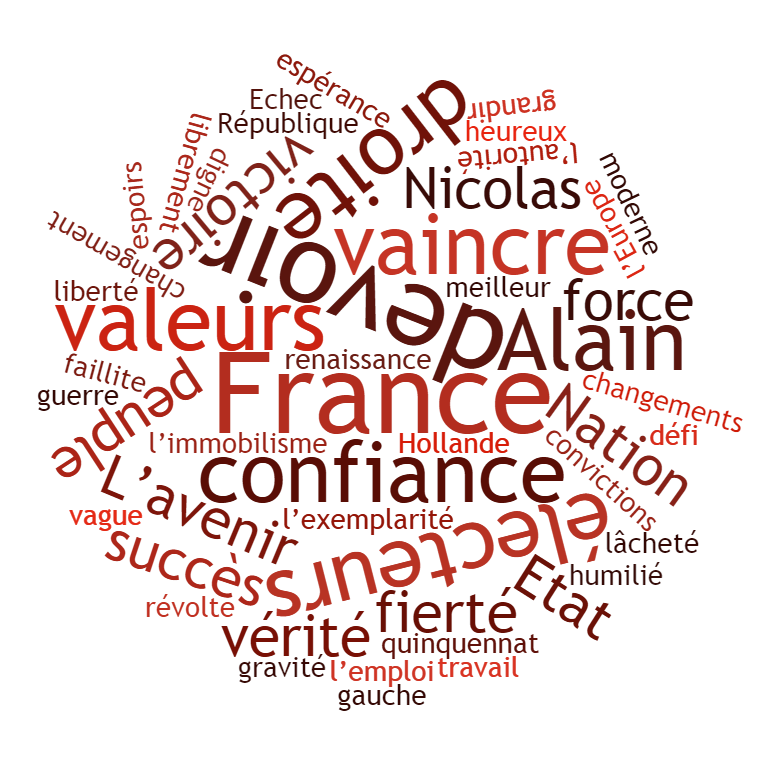 espérance
Echec
République
droite
grandir
heureux
l'autorité
librement
digne
victoire
espoirs
changement
Nicolas
moderne
l'Europe
devoir
vaincre
liberté
valeurs
meilleur
force
Alain
renaissance
France
faillite
guerre
peuple
changements
Nation
défi
l'immobilisme
Hollande
convictions
confiance
L'avenir
vague
l'exemplarité
électeurs
succès
lâcheté
Etat
humilié
révolte
fierté
vérité
quinquennat
gravité
l'emploi
travail
gauche